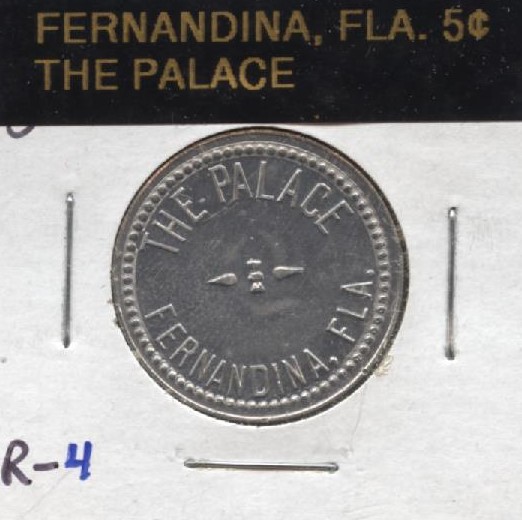 FERNANDINA, FLA. 5¢
THE PALACE
THE PALACE
FERNANDINA, FLA.
R-4